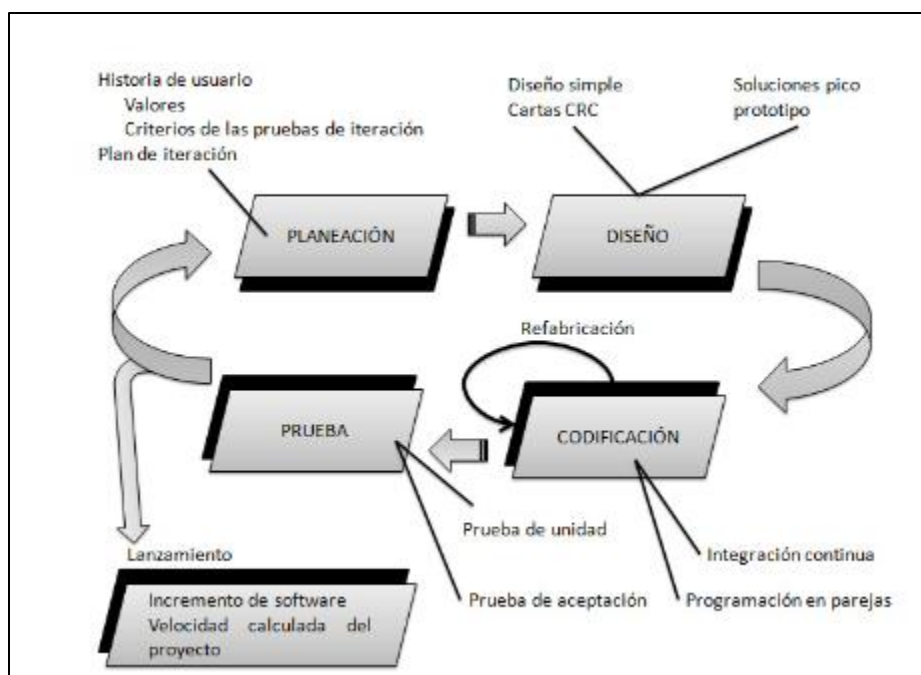 Historia de usuario
Valores
Criterios de las pruebas de iteración
Plan de iteración
Diseño simple
Cartas CRC
Soluciones pico
prototipo
PLANEACIÓN
DISEÑO
Refabricación
PRUEBA
CODIFICACIÓN
Prueba de unidad
Prueba de aceptación
Integración continua
Programación en parejas
Lanzamiento
Incremento de software
Velocidad calculada del
proyecto